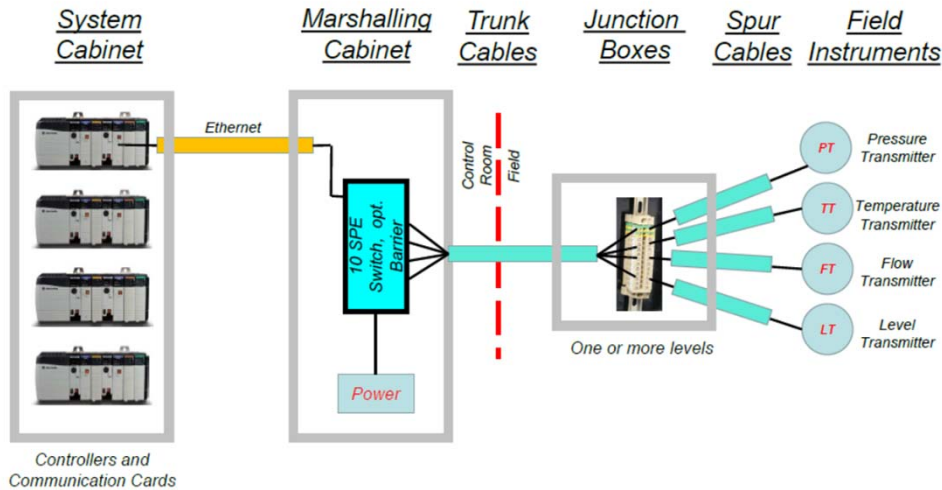 System
Cabinet
Marshalling
Cabinet
Trunk
Cables
Junction
Boxes
Spur
Cables
Field
Instruments
Ethernet
Control
Room
Field
10 SPE
Switch, opt.
Barrier
Power
One or more levels
PT
Pressure
Transmitter
TT
Temperature
Transmitter
FT
Flow
Transmitter
LT
Level
Transmitter
Controllers and
Communication Cards